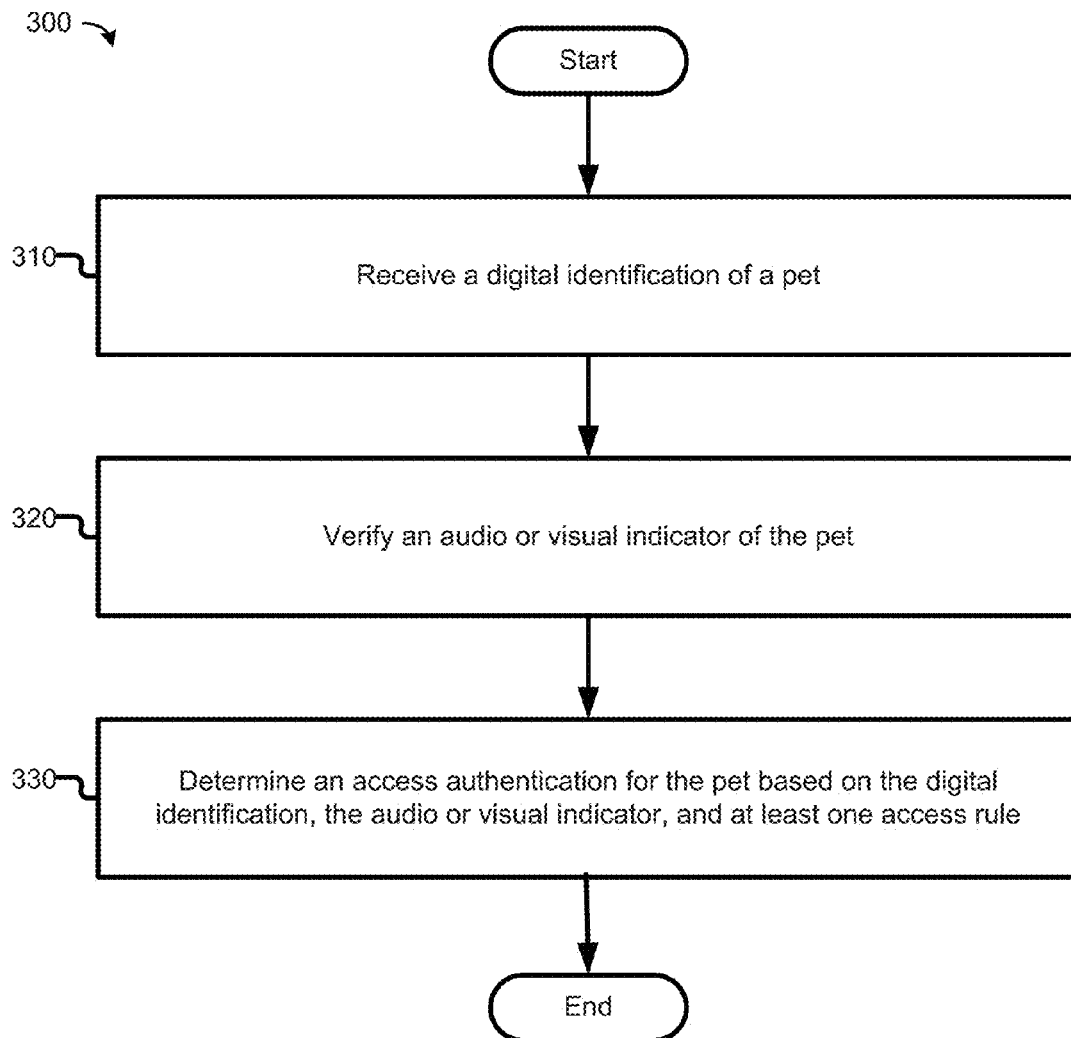 300
Start
310
Receive a digital identification of a pet
320
Verify an audio or visual indicator of the pet
330
Determine an access authentication for the pet based on the digital
identification, the audio or visual indicator, and at least one access rule
End